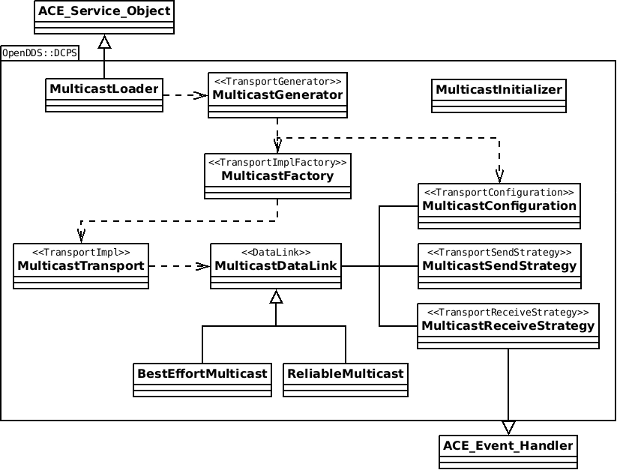 ACE_Service_Object
OpenDDS::DCPS
MulticastLoader
<<TransportGenerator>>
MulticastGenerator
MulticastInitializer
<<TransportImplFactory>>
MulticastFactory
<<TransportConfiguration>>
MulticastConfiguration
<<TransportImpl>>
MulticastTransport
<<DataLink>>
MulticastDataLink
<<TransportSendStrategy>>
MulticastSendStrategy
<<TransportReceiveStrategy>>
MulticastReceiveStrategy
BestEffortMulticast
ReliableMulticast
ACE_Event_Handler